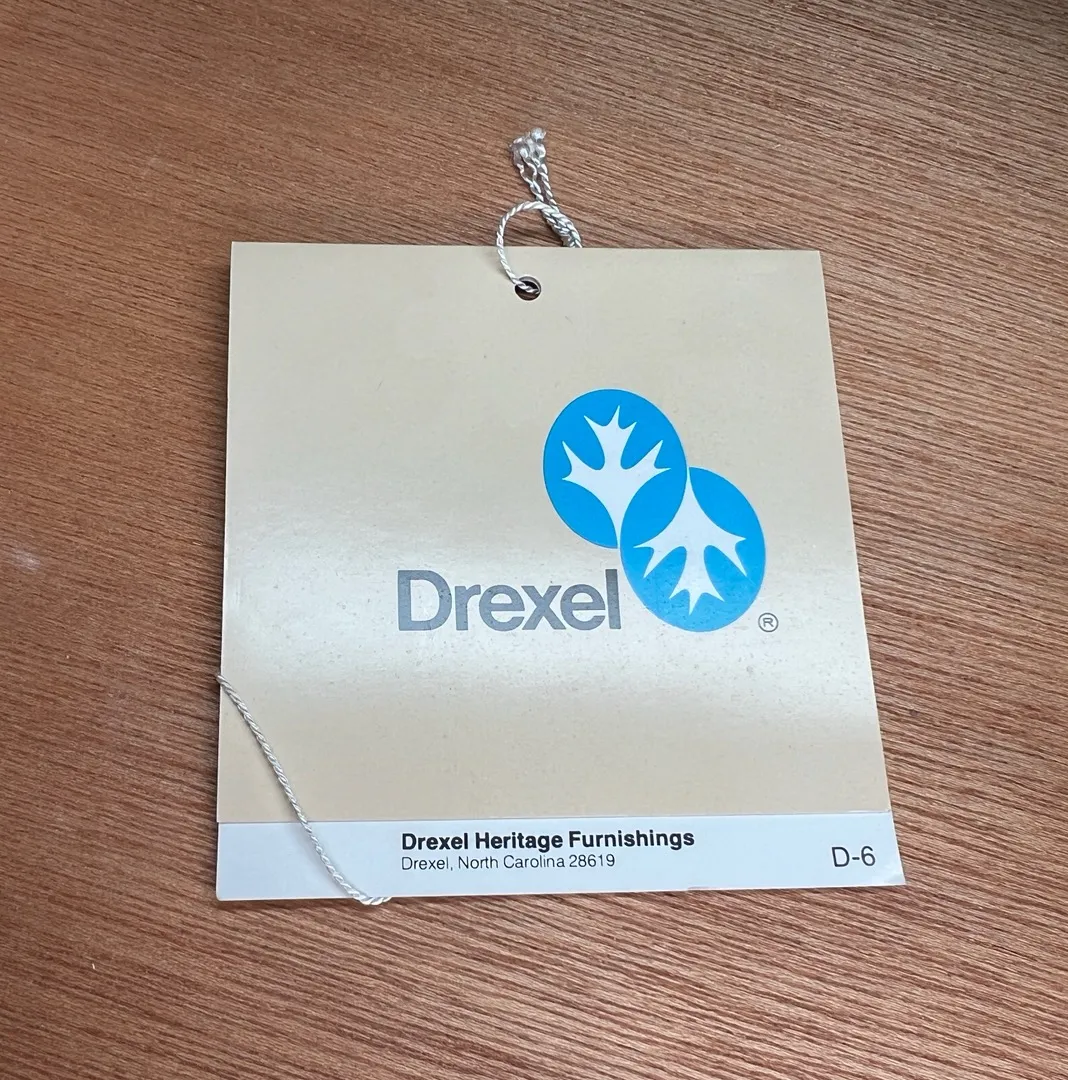 Drexel ®
Drexel Heritage Furnishings
Drexel, North Carolina 28619
D-6